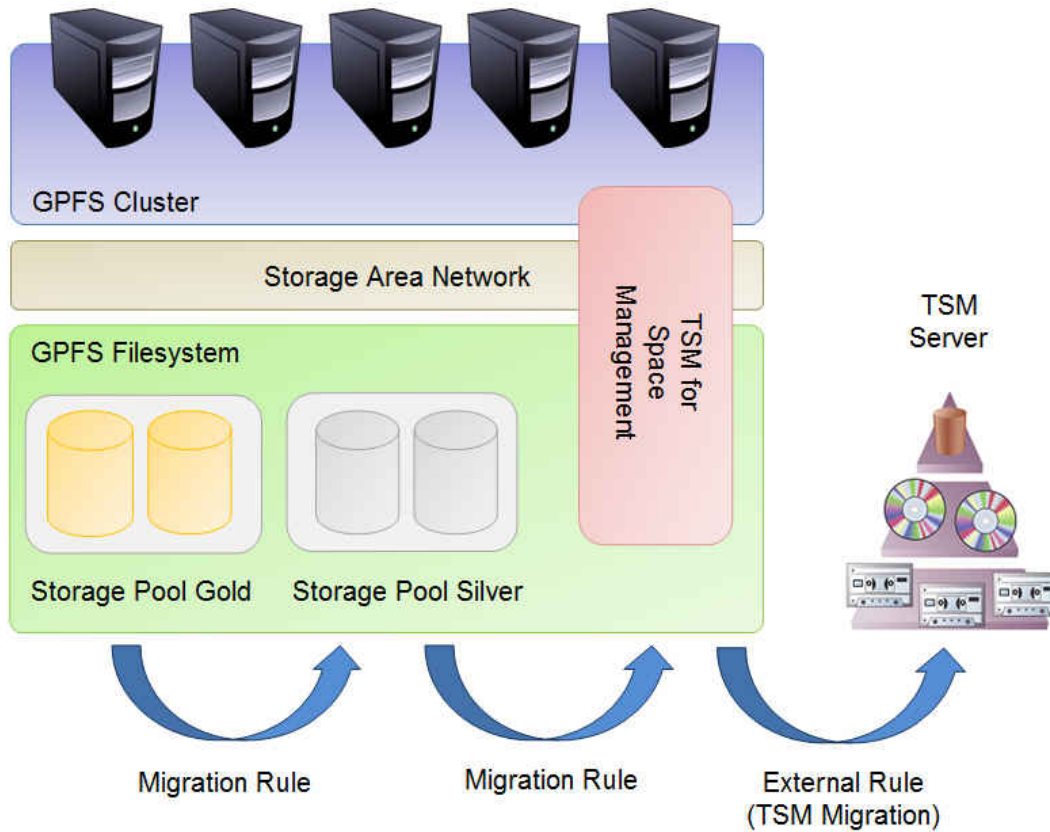 GPFS Cluster
Storage Area Network
TSM for
Space
Management
GPFS Filesystem
TSM
Server
Storage Pool Gold
Storage Pool Silver
Migration Rule
Migration Rule
External Rule
(TSM Migration)